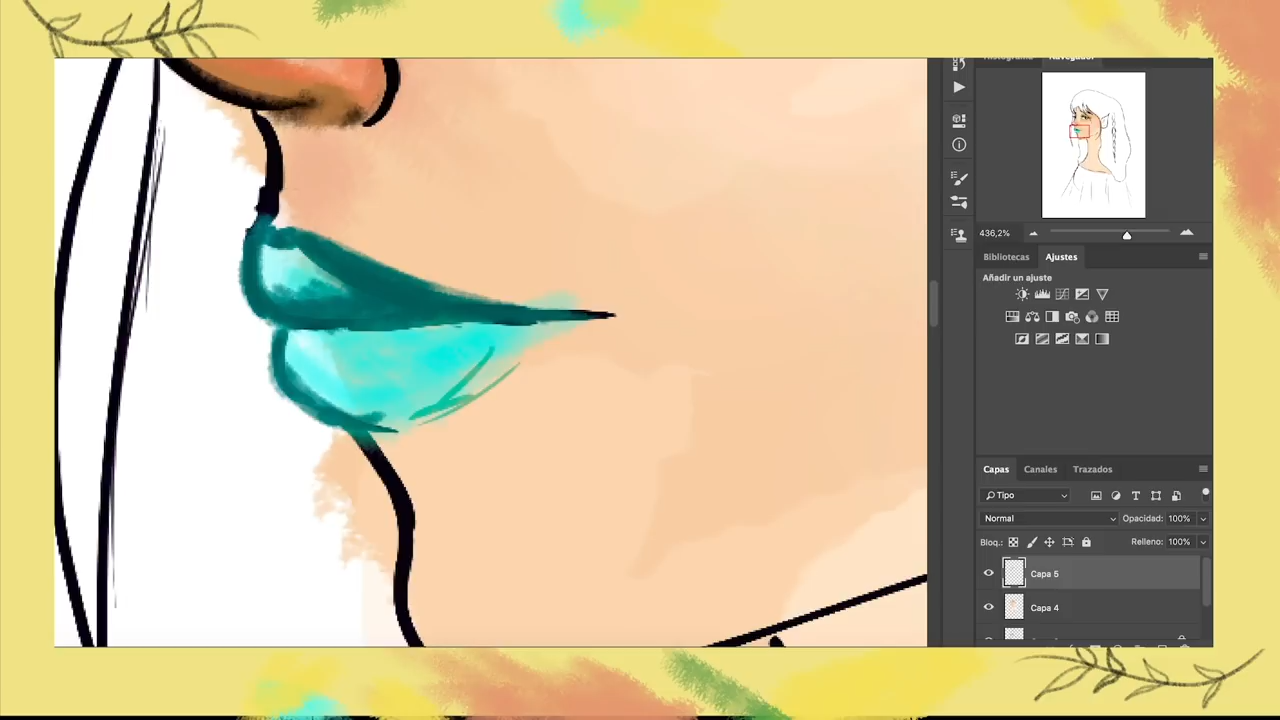 Histograma Navegador
436,2%
Bibliotecas Ajustes
Añadir un ajuste
Capas Canales Trazados
Tipo
Normal Opacidad: 100%
Bloq.: Relleno: 100%
Capa 5
Capa 4